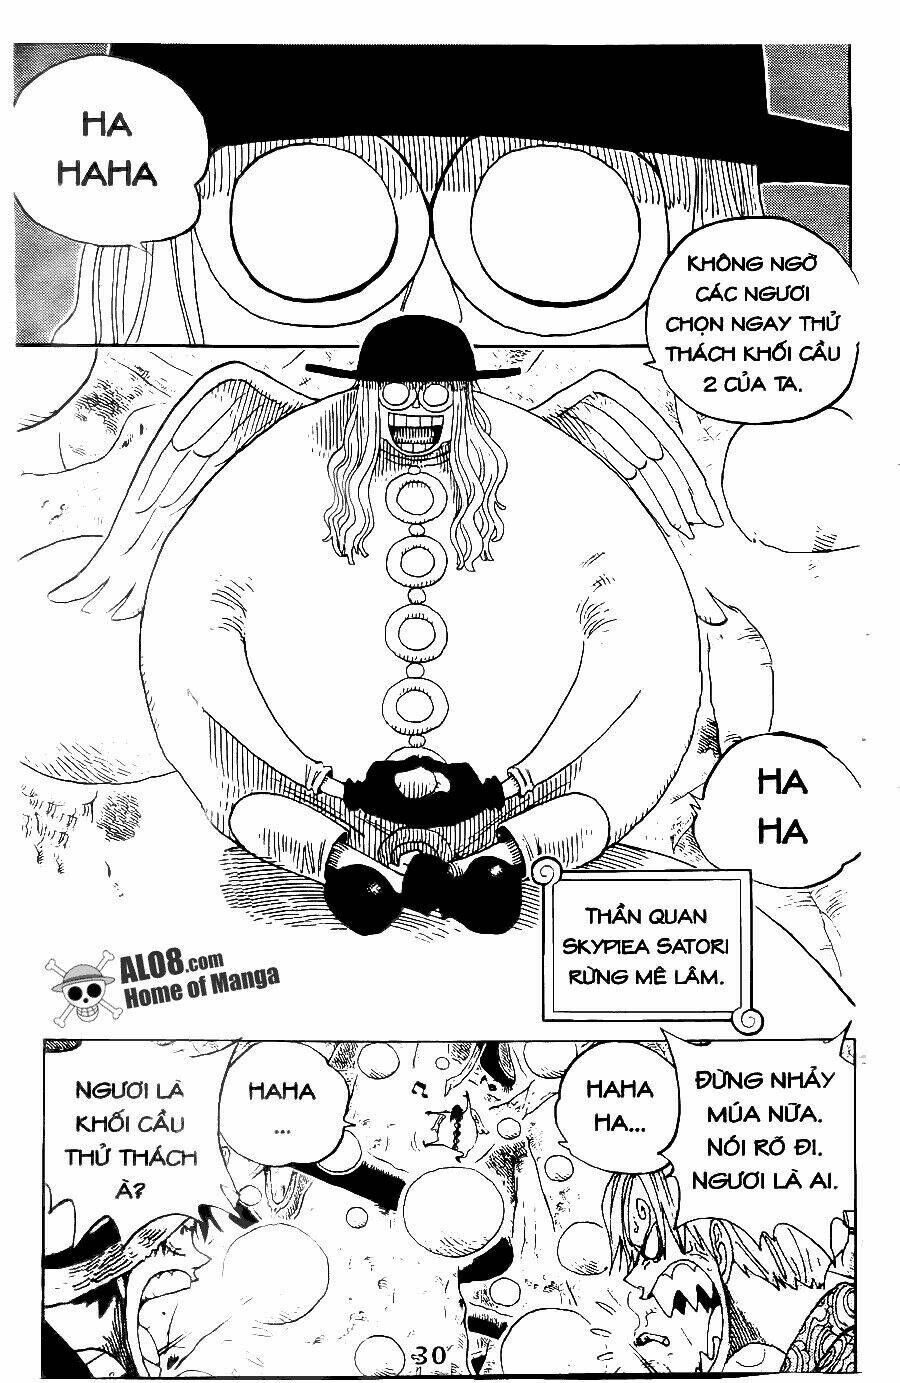 HA
HAHA
KHÔNG NGỜ
CÁC NGƯƠI
CHỌN NGAY THỬ
THÁCH KHỐI CẦU
2 CỦA TA.
HA
HA
THẦN QUAN
SKYPIEA SATORI
RỪNG MÊ LÂM.
AL08.com
Home of Manga
NGƯƠI LÀ
KHỐI CẦU
THỬ THÁCH
À?
HAHA
...
HAHA
HA...
ĐỪNG NHẢY
MÚA NỮA.
NÓI RÕ ĐI.
NGƯƠI LÀ AI.
30